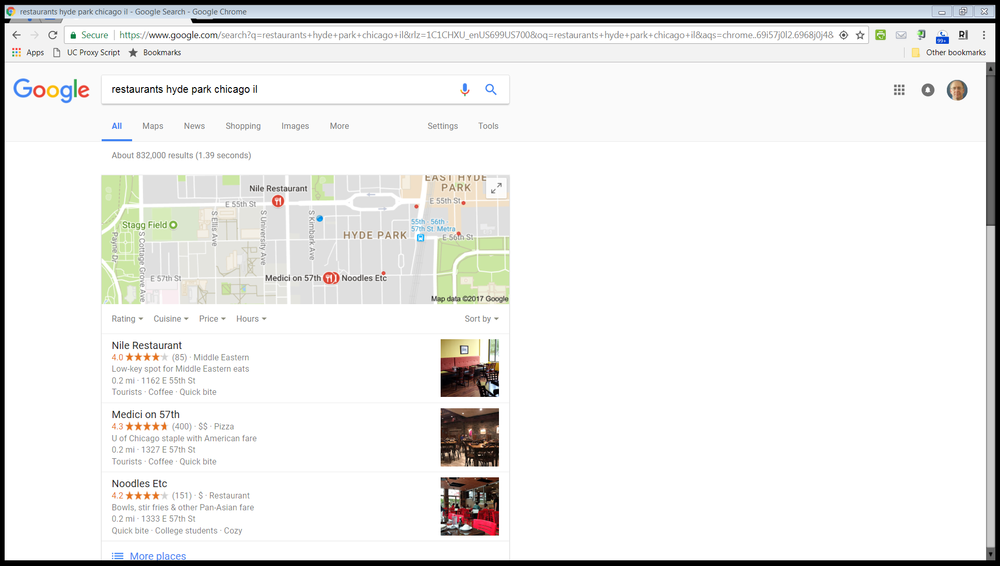 restaurants hyde park chicago il - Google Search - Google Chrome
Secure https://www.google.com/search?q=restaurants+hyde+park+chicago+il&rlz=1C1CHXU_enUS699US700&oq=restaurants+hyde+park+chicago+il&aqs=chrome..69i57j0l2.6968j0j4&
99+
Apps UC Proxy Script Bookmarks Other bookmarks
Google restaurants hyde park chicago il
All Maps News Shopping Images More Settings Tools
About 832,000 results (1.39 seconds)
EAST HYDE
PARK
Nile Restaurant
E 55th St
E 55th St
Stagg Field
S Ellis Ave
S University Ave
S Kimbark Ave
55th - 56th -
57th St. Metra
HYDE PARK
E 56th St
Payne Dr
S Cottage Grove Ave
E 57th St
Medici on 57th
Noodles Etc
Map data ©2017 Google
Rating Cuisine Price Hours Sort by
Nile Restaurant
4.0 (85) · Middle Eastern
Low-key spot for Middle Eastern eats
0.2 mi · 1162 E 55th St
Tourists · Coffee · Quick bite
Medici on 57th
4.3 (400) · $$ · Pizza
U of Chicago staple with American fare
0.2 mi · 1327 E 57th St
Tourists · Coffee · Quick bite
Noodles Etc
4.2 (151) · $ · Restaurant
Bowls, stir fries & other Pan-Asian fare
0.2 mi · 1333 E 57th St
Quick bite · College students · Cozy
More places